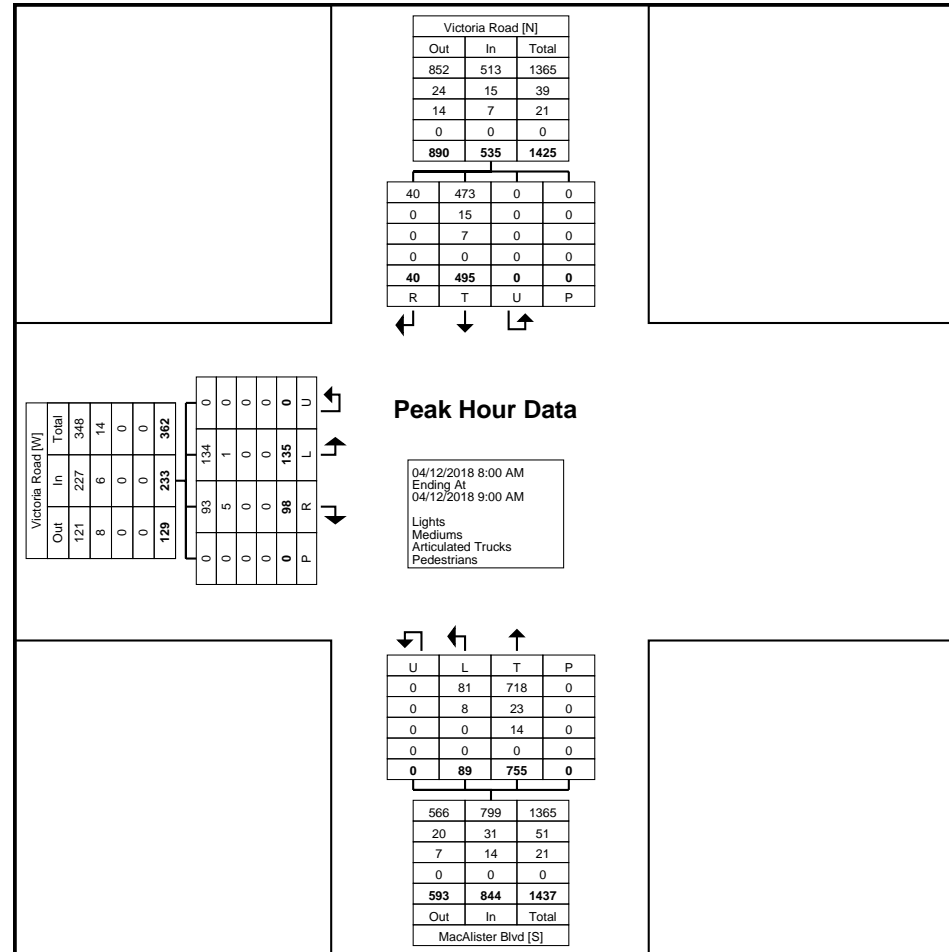 Victoria Road [N]
Out In Total
852 513 1365
24 15 39
14 7 21
0 0 0
890 535 1425
40 473 0 0
0 15 0 0
0 7 0 0
0 0 0 0
40 495 0 0
R T U P
Victoria Road [W]
Out In Total
121 227 348
8 6 14
0 0 0
0 0 0
129 233 362
0 93 134 0
0 5 1 0
0 0 0 0
0 0 0 0
0 98 135 0
P R L U
Peak Hour Data
04/12/2018 8:00 AM
Ending At
04/12/2018 9:00 AM
Lights
Mediums
Articulated Trucks
Pedestrians
U L T P
0 81 718 0
0 8 23 0
0 0 14 0
0 0 0 0
0 89 755 0
566 799 1365
20 31 51
7 14 21
0 0 0
593 844 1437
Out In Total
MacAlister Blvd [S]